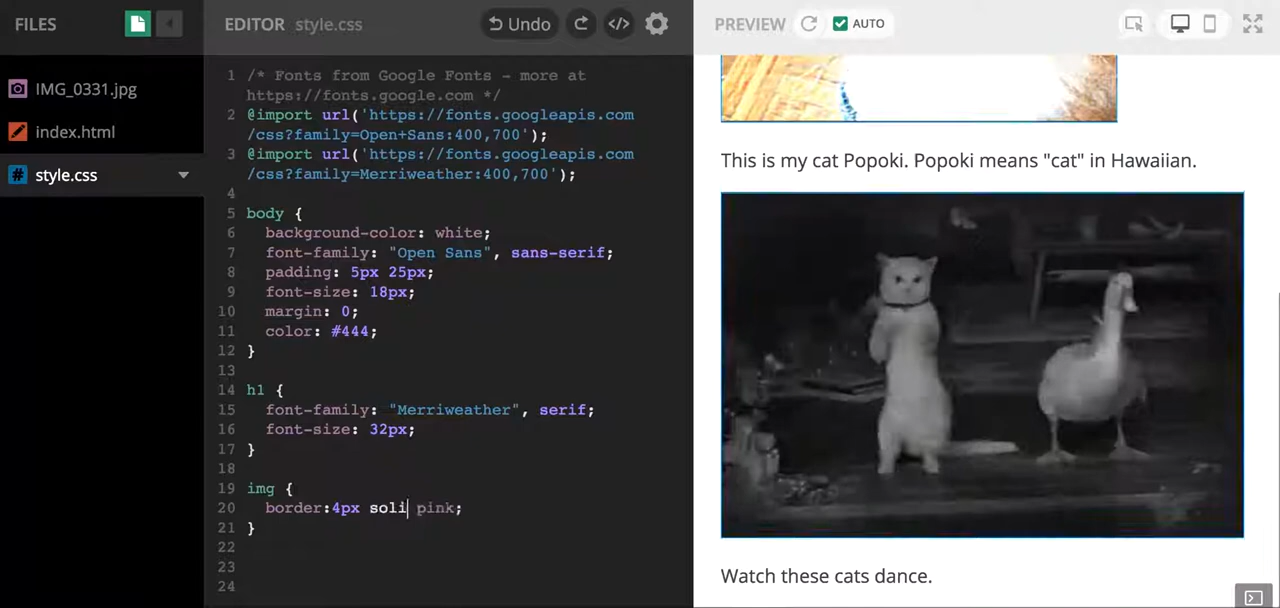 FILES
EDITOR style.css
Undo
</>
PREVIEW
AUTO
IMG_0331.jpg
index.html
# style.css
1 /* Fonts from Google Fonts - more at
https://fonts.google.com */
2 @import url('https://fonts.googleapis.com
/css?family=Open+Sans:400,700');
3 @import url('https://fonts.googleapis.com
/css?family=Merriweather:400,700');
4
5 body {
6 background-color: white;
7 font-family: "Open Sans", sans-serif;
8 padding: 5px 25px;
9 font-size: 18px;
10 margin: 0;
11 color: #444;
12 }
13
14 h1 {
15 font-family: "Merriweather", serif;
16 font-size: 32px;
17 }
18
19 img {
20 border:4px soli pink;
21 }
22
23
24
This is my cat Popoki. Popoki means "cat" in Hawaiian.
Watch these cats dance.